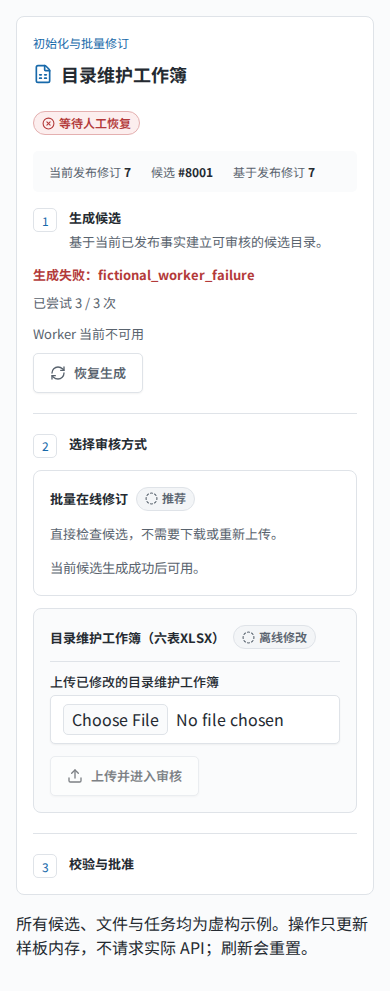 初始化与批量修订
目录维护工作簿
等待人工恢复
当前发布修订 7 候选 #8001 基于发布修订 7
1 生成候选
基于当前已发布事实建立可审核的候选目录。
生成失败：fictional_worker_failure
已尝试 3 / 3 次
Worker 当前不可用
恢复生成
2 选择审核方式
批量在线修订 推荐
直接检查候选，不需要下载或重新上传。
当前候选生成成功后可用。
目录维护工作簿（六表XLSX） 离线修改
上传已修改的目录维护工作簿
Choose File No file chosen
上传并进入审核
3 校验与批准
所有候选、文件与任务均为虚构示例。操作只更新
样板内存，不请求实际 API；刷新会重置。